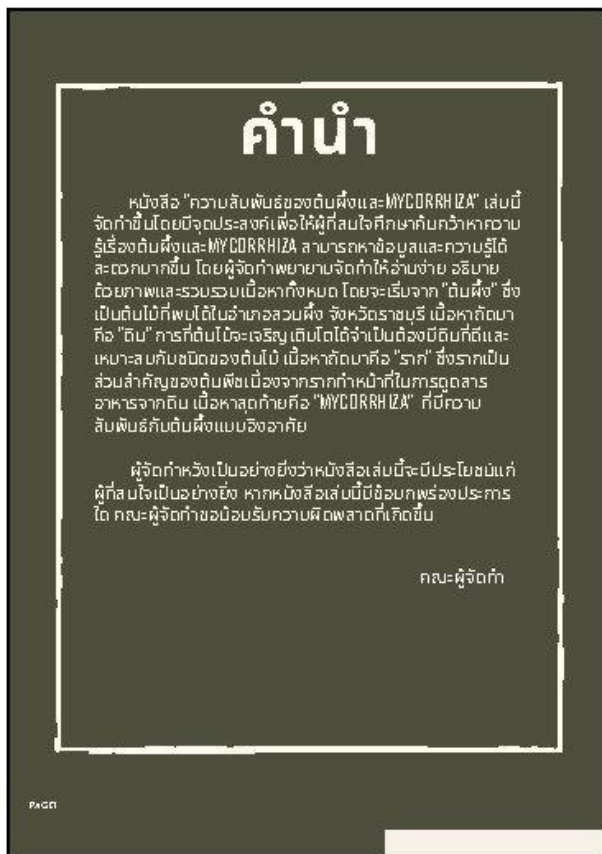 คำนำ
หนังสือ "ความสัมพันธ์ของต้นผึ้งและMYCORRHIZA" เล่มนี้
จัดทำขึ้นโดยมีจุดประสงค์เพื่อให้ผู้ที่สนใจศึกษาค้นคว้าหาความ
รู้เรื่องต้นผึ้งและMYCORRHIZA สามารถหาข้อมูลและความรู้ได้
สะดวกมากขึ้น โดยผู้จัดทำพยายามจัดทำให้อ่านง่าย อธิบาย
ด้วยภาพและรวบรวมเนื้อหาทั้งหมด โดยจะเริ่มจาก "ต้นผึ้ง" ซึ่ง
เป็นต้นไม้ที่พบได้ในอำเภอสวนผึ้ง จังหวัดราชบุรี เนื้อหาถัดมา
คือ "ดิน" การที่ต้นไม้จะเจริญเติบโตได้จำเป็นต้องมีดินที่ดีและ
เหมาะสมกับชนิดของต้นไม้ เนื้อหาถัดมาคือ "ราก" ซึ่งรากเป็น
ส่วนสำคัญของต้นพืชเนื่องจากรากทำหน้าที่ในการดูดสาร
อาหารจากดิน เนื้อหาสุดท้ายคือ "MYCORRHIZA" ที่มีความ
สัมพันธ์กับต้นผึ้งแบบอิงอาศัย
ผู้จัดทำหวังเป็นอย่างยิ่งว่าหนังสือเล่มนี้จะมีประโยชน์แก่
ผู้ที่สนใจเป็นอย่างยิ่ง หากหนังสือเล่มนี้มีข้อบกพร่องประการ
ใด คณะผู้จัดทำขอน้อมรับความผิดพลาดที่เกิดขึ้น
คณะผู้จัดทำ